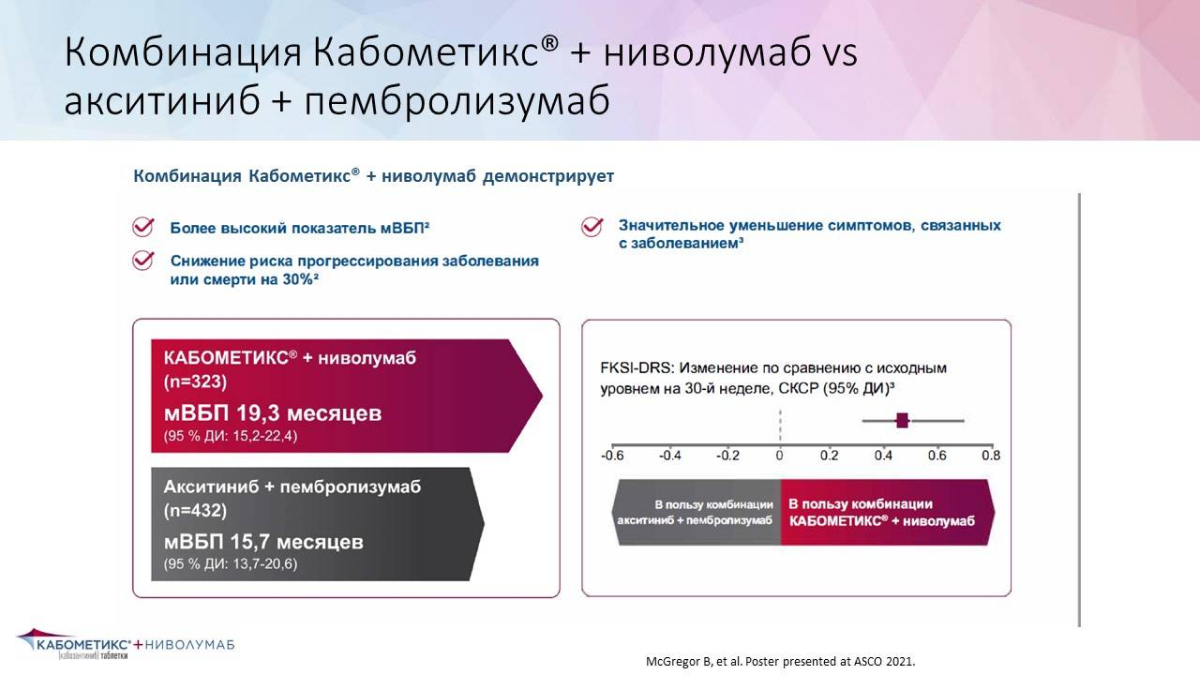 Комбинация Кабометикс® + ниволумаб vs
акситиниб + пембролизумаб
Комбинация Кабометикс® + ниволумаб демонстрирует
Более высокий показатель мВБП²
Снижение риска прогрессирования заболевания
или смерти на 30%²
Значительное уменьшение симптомов, связанных
с заболеванием³
КАБОМЕТИКС® + ниволумаб
(n=323)
мВБП 19,3 месяцев
(95 % ДИ: 15,2-22,4)
Акситиниб + пембролизумаб
(n=432)
мВБП 15,7 месяцев
(95 % ДИ: 13,7-20,6)
FKSI-DRS: Изменение по сравнению с исходным
уровнем на 30-й неделе, СКСР (95% ДИ)³
-0.6 -0.4 -0.2 0 0.2 0.4 0.6 0.8
В пользу комбинации
акситиниб + пембролизумаб
В пользу комбинации
КАБОМЕТИКС® + ниволумаб
КАБОМЕТИКС®+НИВОЛУМАБ
(кабозантиниб) таблетки
McGregor B, et al. Poster presented at ASCO 2021.